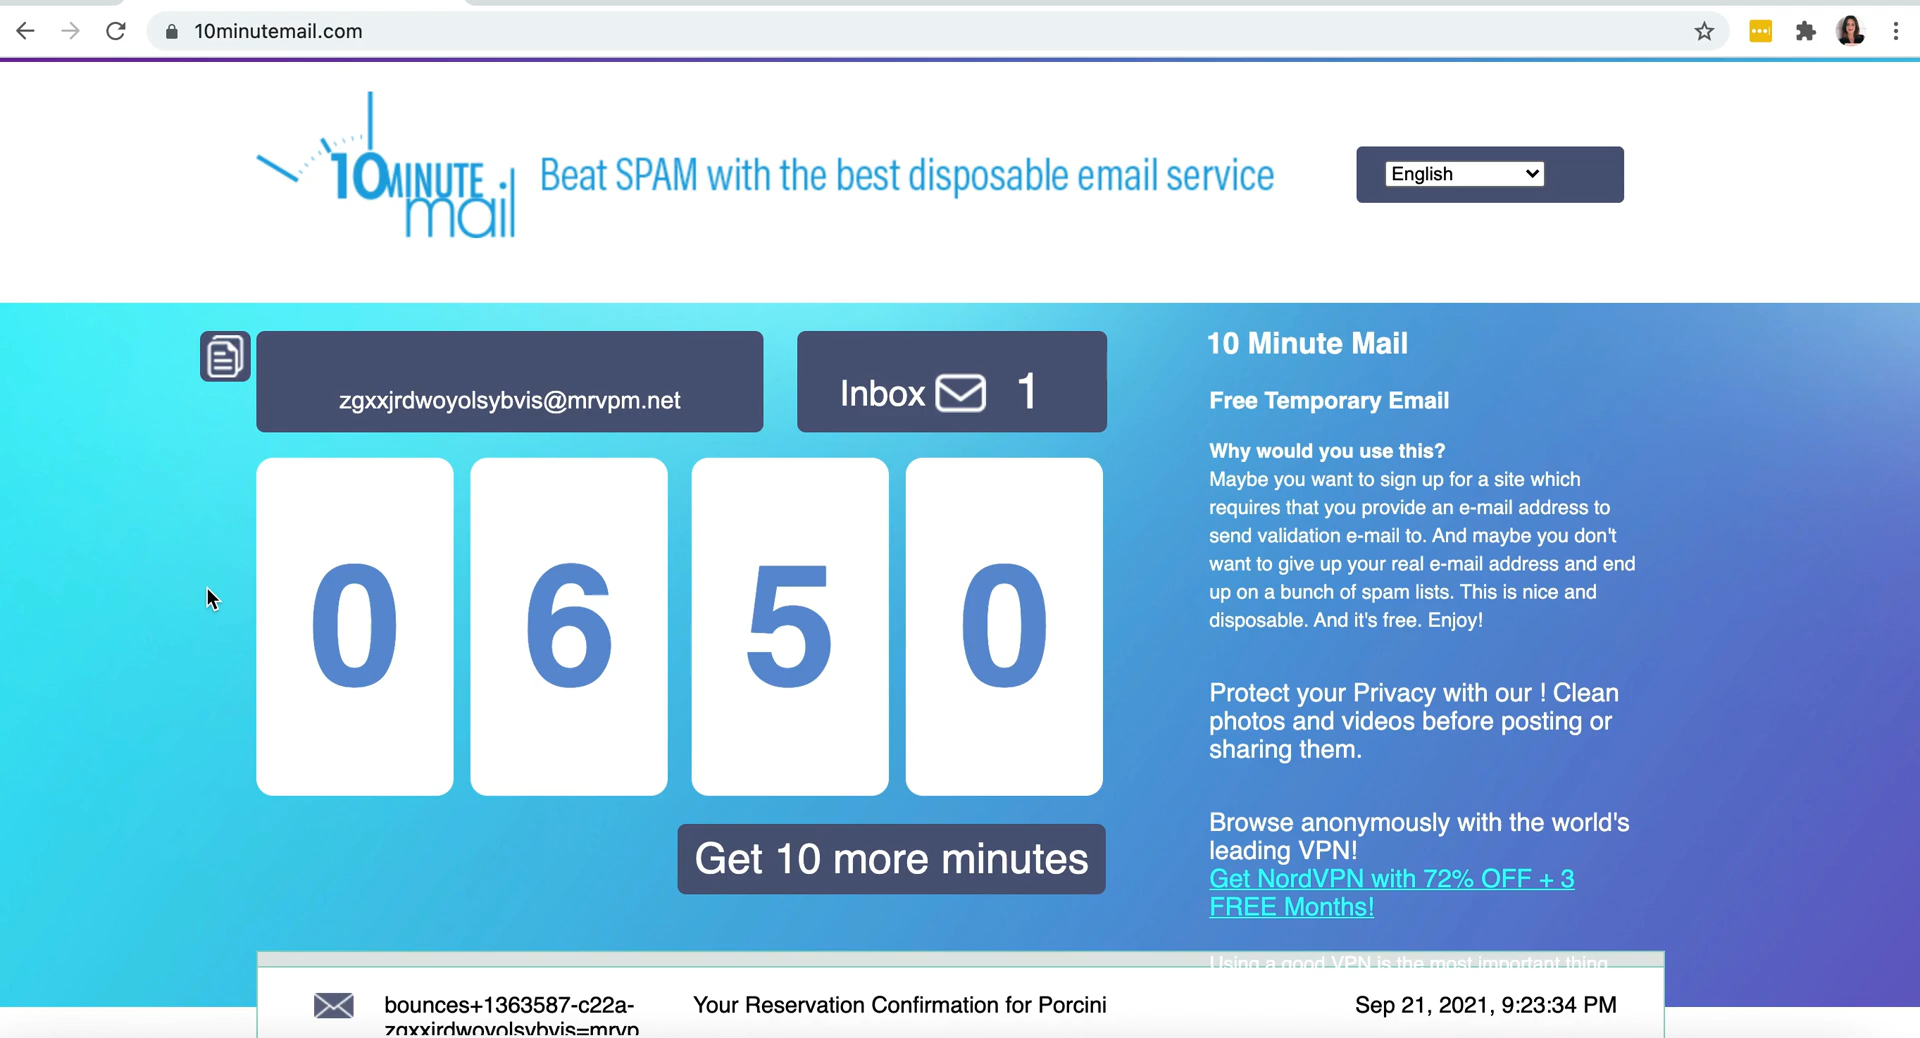 10minutemail.com
10MINUTE
mail
Beat SPAM with the best disposable email service
English
zgxxjrdwoyolsybvis@mrvpm.net
Inbox 1
0 6 5 0
Get 10 more minutes
10 Minute Mail
Free Temporary Email
Why would you use this?
Maybe you want to sign up for a site which
requires that you provide an e-mail address to
send validation e-mail to. And maybe you don't
want to give up your real e-mail address and end
up on a bunch of spam lists. This is nice and
disposable. And it's free. Enjoy!
Protect your Privacy with our ! Clean
photos and videos before posting or
sharing them.
Browse anonymously with the world's
leading VPN!
Get NordVPN with 72% OFF + 3
FREE Months!
Using a good VPN is the most important thing
bounces+1363587-c22a-
zgxxjrdwoyolsybvis=mrvp
Your Reservation Confirmation for Porcini
Sep 21, 2021, 9:23:34 PM